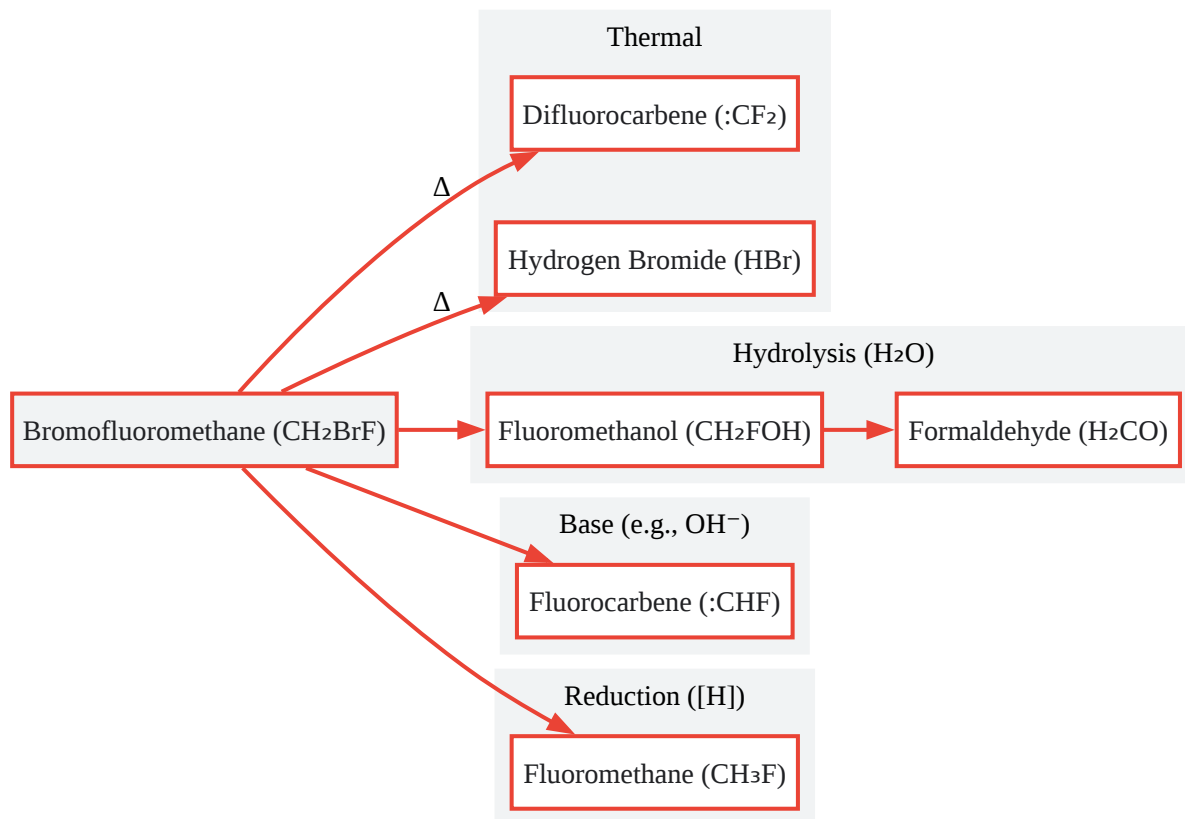 Thermal
Difluorocarbene (:CF₂)
Δ
Hydrogen Bromide (HBr)
Δ
Hydrolysis (H₂O)
Bromofluoromethane (CH₂BrF)
Fluoromethanol (CH₂FOH)
Formaldehyde (H₂CO)
Base (e.g., OH⁻)
Fluorocarbene (:CHF)
Reduction ([H])
Fluoromethane (CH₃F)